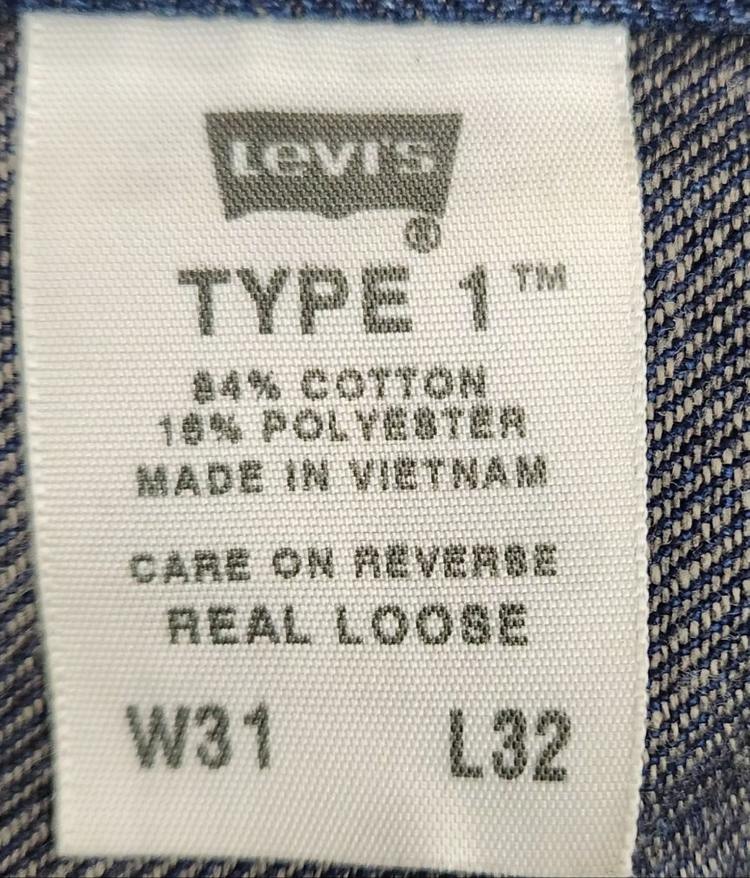 Levi's
®
TYPE 1™
84% COTTON
16% POLYESTER
MADE IN VIETNAM
CARE ON REVERSE
REAL LOOSE
W31 L32